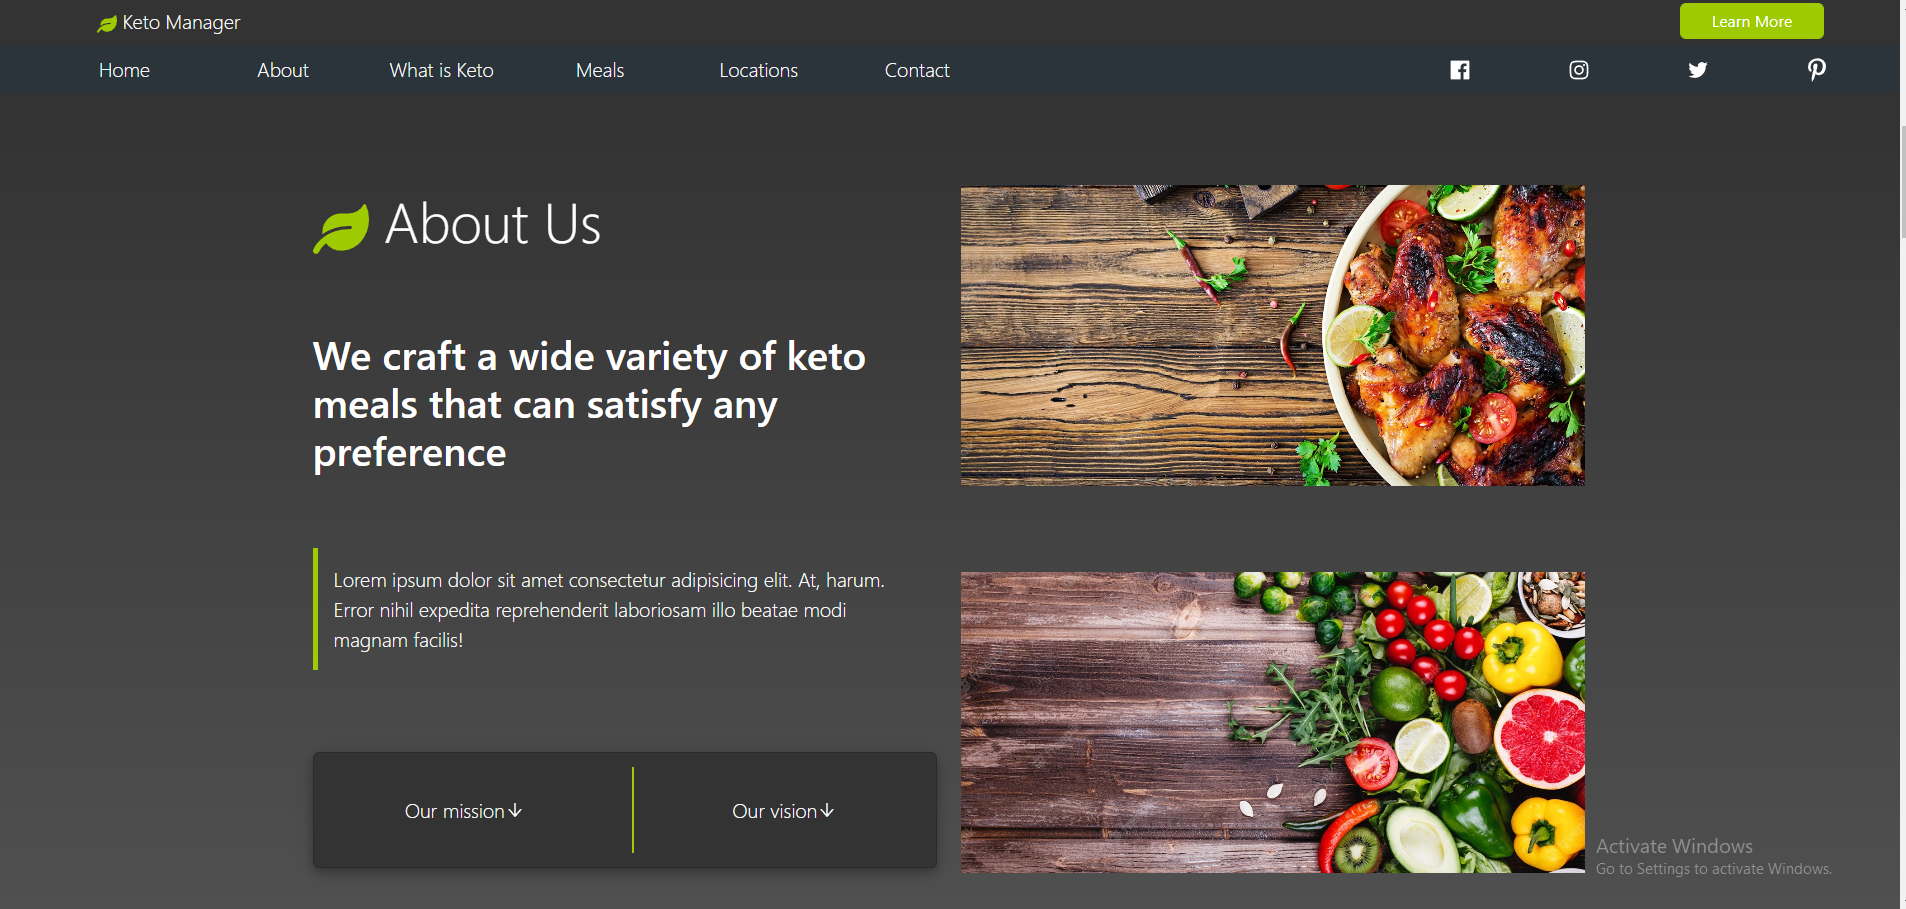 Keto Manager
Learn More
Home
About
What is Keto
Meals
Locations
Contact
About Us
We craft a wide variety of keto
meals that can satisfy any
preference
Lorem ipsum dolor sit amet consectetur adipisicing elit. At, harum.
Error nihil expedita reprehenderit laboriosam illo beatae modi
magnam facilis!
Our mission
Our vision
Activate Windows
Go to Settings to activate Windows.